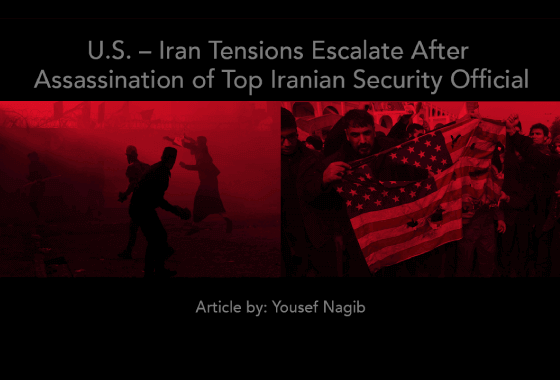 U.S. – Iran Tensions Escalate After
Assassination of Top Iranian Security Official
Article by: Yousef Nagib